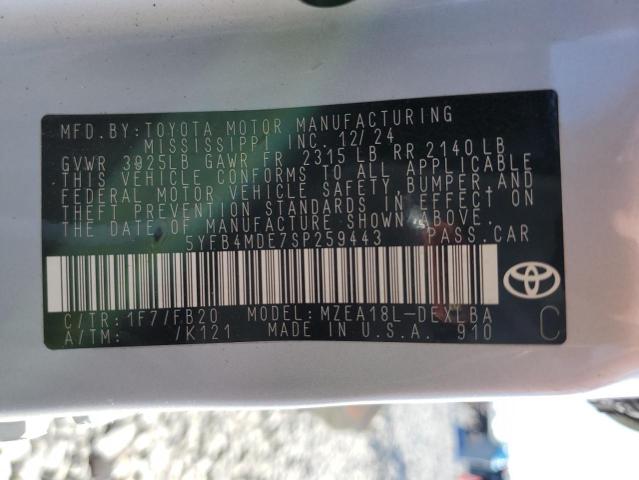 MFD. BY: TOYOTA MOTOR MANUFACTURING
MISSISSIPPI INC. 12/24
GVWR 3925LB GAWR FR 2315 LB RR 2140 LB
THIS VEHICLE CONFORMS TO ALL APPLICABLE
FEDERAL MOTOR VEHICLE SAFETY, BUMPER, AND
THEFT PREVENTION STANDARDS IN EFFECT ON
THE DATE OF MANUFACTURE SHOWN ABOVE.
5YFB4MDE7SP259443 PASS. CAR
C/TR: 1F7/FB20 MODEL: MZEA18L-DEXLBA
A/TM: /K121 MADE IN U.S.A. 910
C